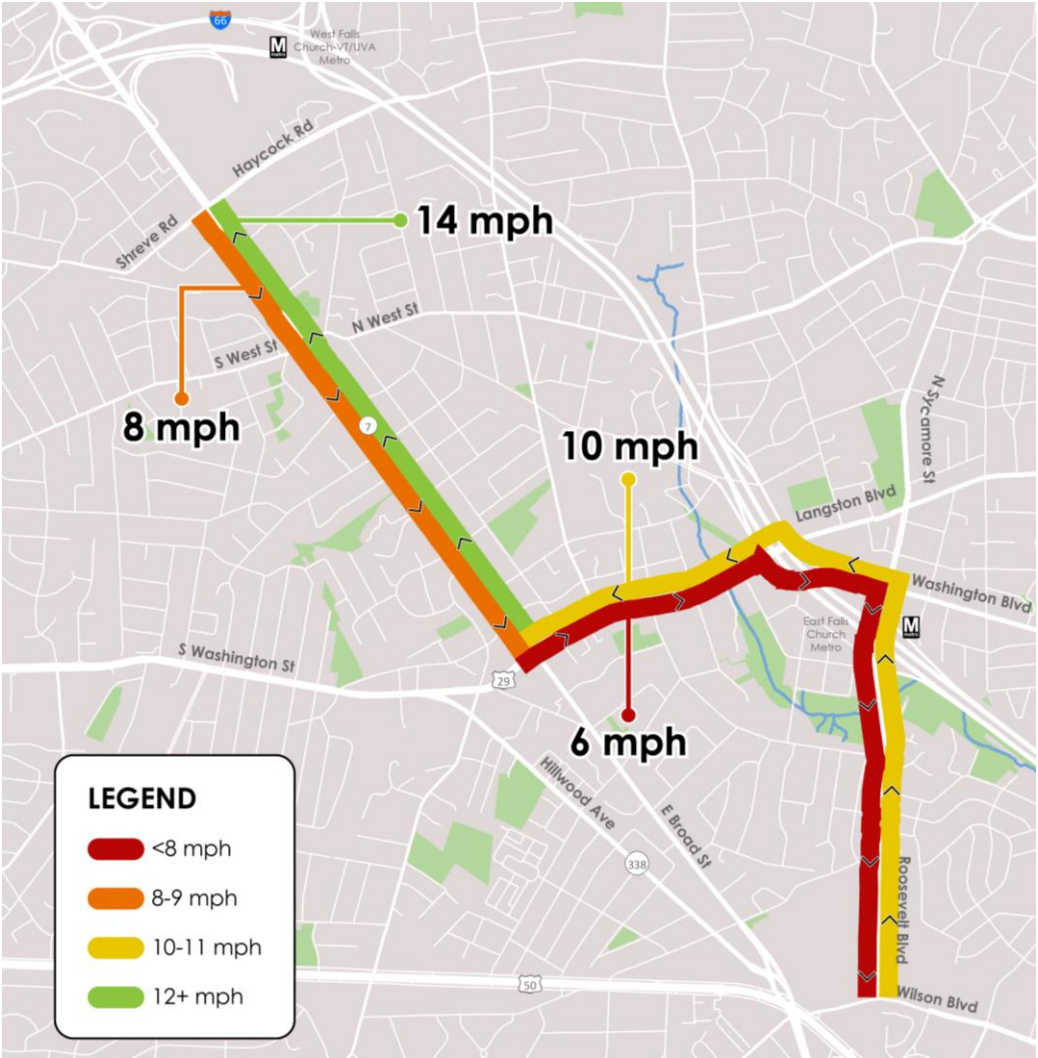 66
M
metro
West Falls
Church-VT/UVA
Metro
Haycock Rd
Shreve Rd
14 mph
N West St
S West St
8 mph
7
10 mph
N Sycamore St
Langston Blvd
Washington Blvd
East Falls
Church
Metro
M
metro
S Washington St
29
6 mph
Hillwood Ave
E Broad St
338
Roosevelt Blvd
LEGEND
<8 mph
8-9 mph
10-11 mph
12+ mph
50
Wilson Blvd